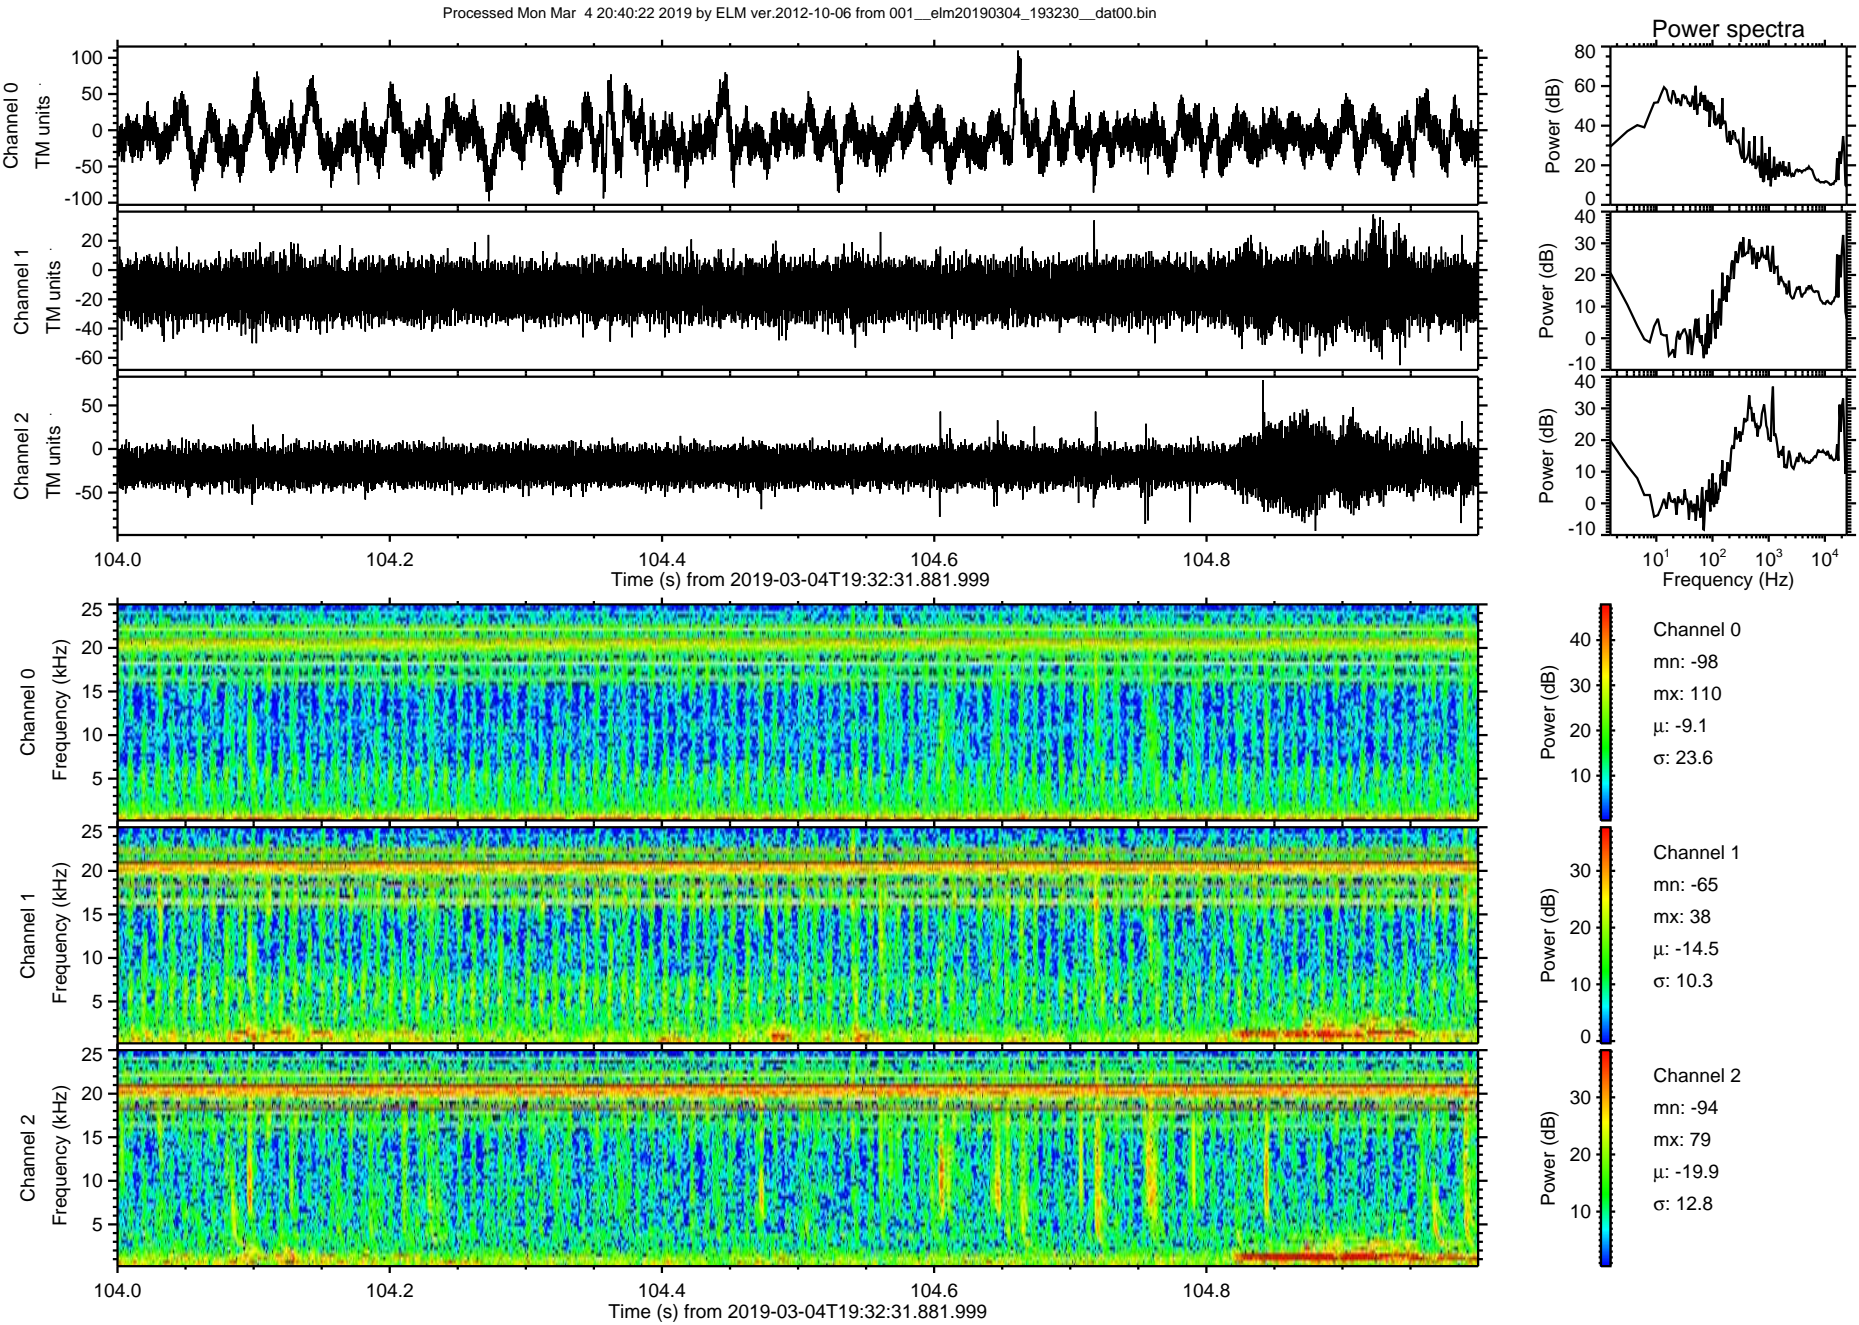 Processed Mon Mar  4 20:40:22 2019 by ELM ver.2012-10-06 from 001__elm20190304_193230__dat00.bin
Power spectra
Channel 0
TM units
100
50
0
-50
-100
Power (dB)
80
60
40
20
0
Channel 1
TM units
20
0
-20
-40
-60
Power (dB)
40
30
20
10
0
-10
Channel 2
TM units
50
0
-50
Power (dB)
40
30
20
10
0
-10
104.0 104.2 104.4 104.6 104.8
Time (s) from 2019-03-04T19:32:31.881.999
10^1 10^2 10^3 10^4
Frequency (Hz)
Channel 0
Frequency (kHz)
25
20
15
10
5
Power (dB)
40
30
20
10
Channel 0
mn: -98
mx: 110
μ: -9.1
σ: 23.6
Channel 1
Frequency (kHz)
25
20
15
10
5
Power (dB)
30
20
10
0
Channel 1
mn: -65
mx: 38
μ: -14.5
σ: 10.3
Channel 2
Frequency (kHz)
25
20
15
10
5
Power (dB)
30
20
10
Channel 2
mn: -94
mx: 79
μ: -19.9
σ: 12.8
104.0 104.2 104.4 104.6 104.8
Time (s) from 2019-03-04T19:32:31.881.999